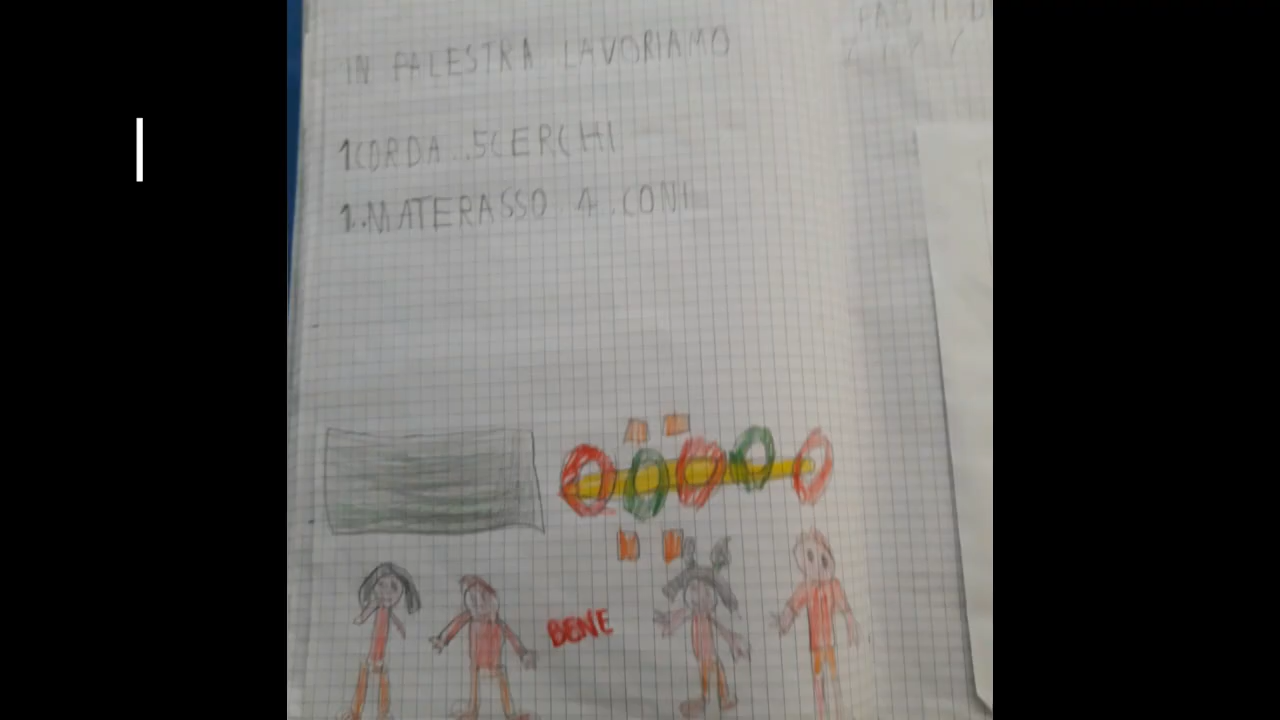 IN PALESTRA LAVORIAMO
1CORDA..5CERCHI
1.MATERASSO 4.CONI
BENE